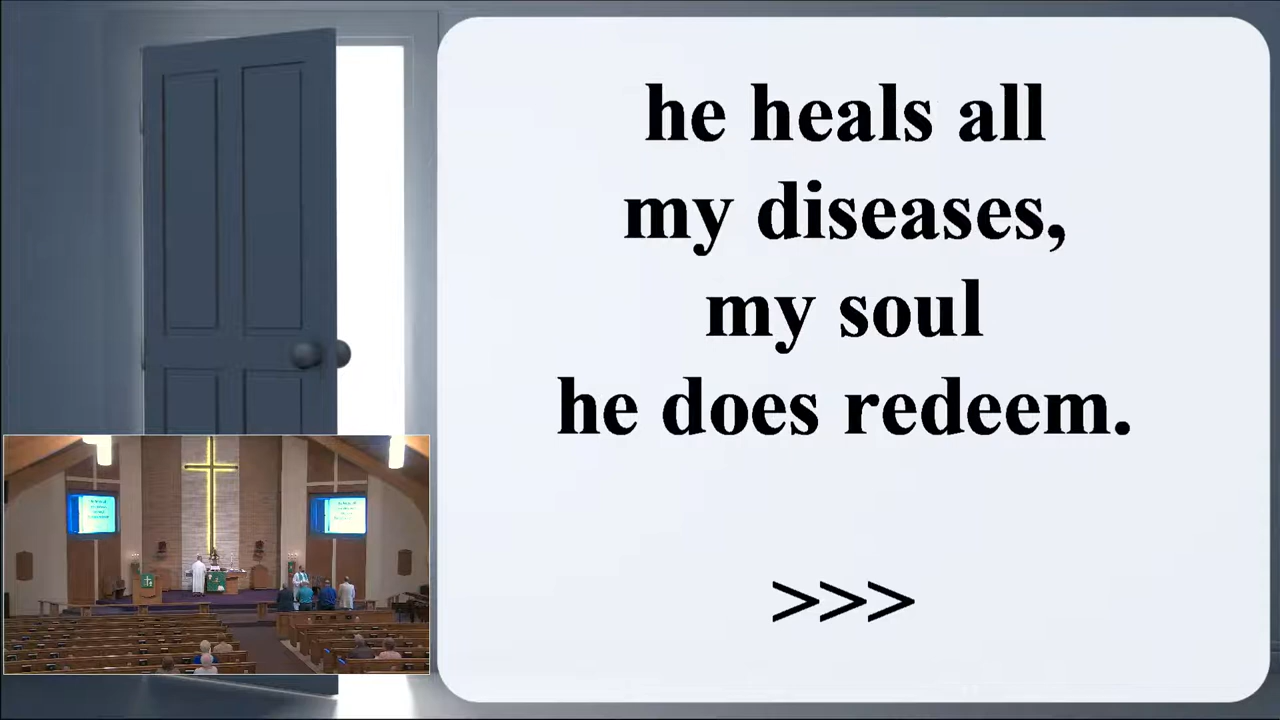 he heals all
my diseases,
my soul
he does redeem.
>>>